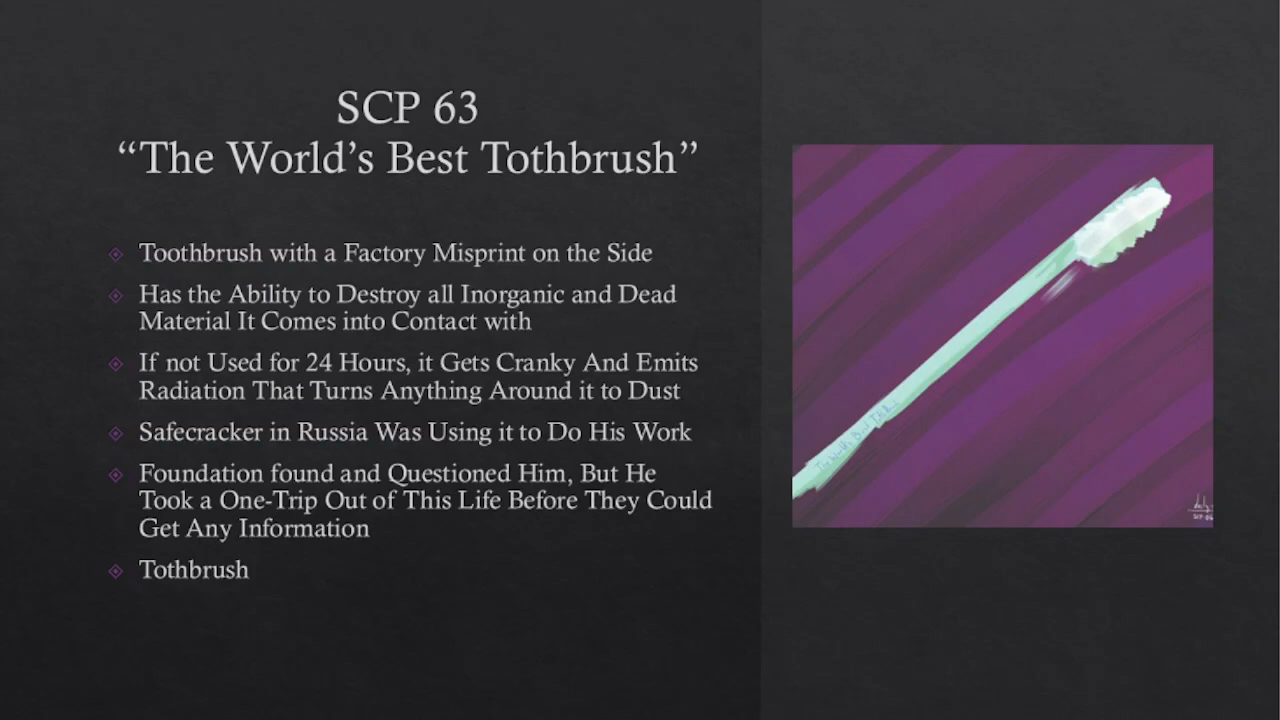 SCP 63
“The World’s Best Tothbrush”
Toothbrush with a Factory Misprint on the Side
Has the Ability to Destroy all Inorganic and Dead
Material It Comes into Contact with
If not Used for 24 Hours, it Gets Cranky And Emits
Radiation That Turns Anything Around it to Dust
Safecracker in Russia Was Using it to Do His Work
Foundation found and Questioned Him, But He
Took a One-Trip Out of This Life Before They Could
Get Any Information
Tothbrush